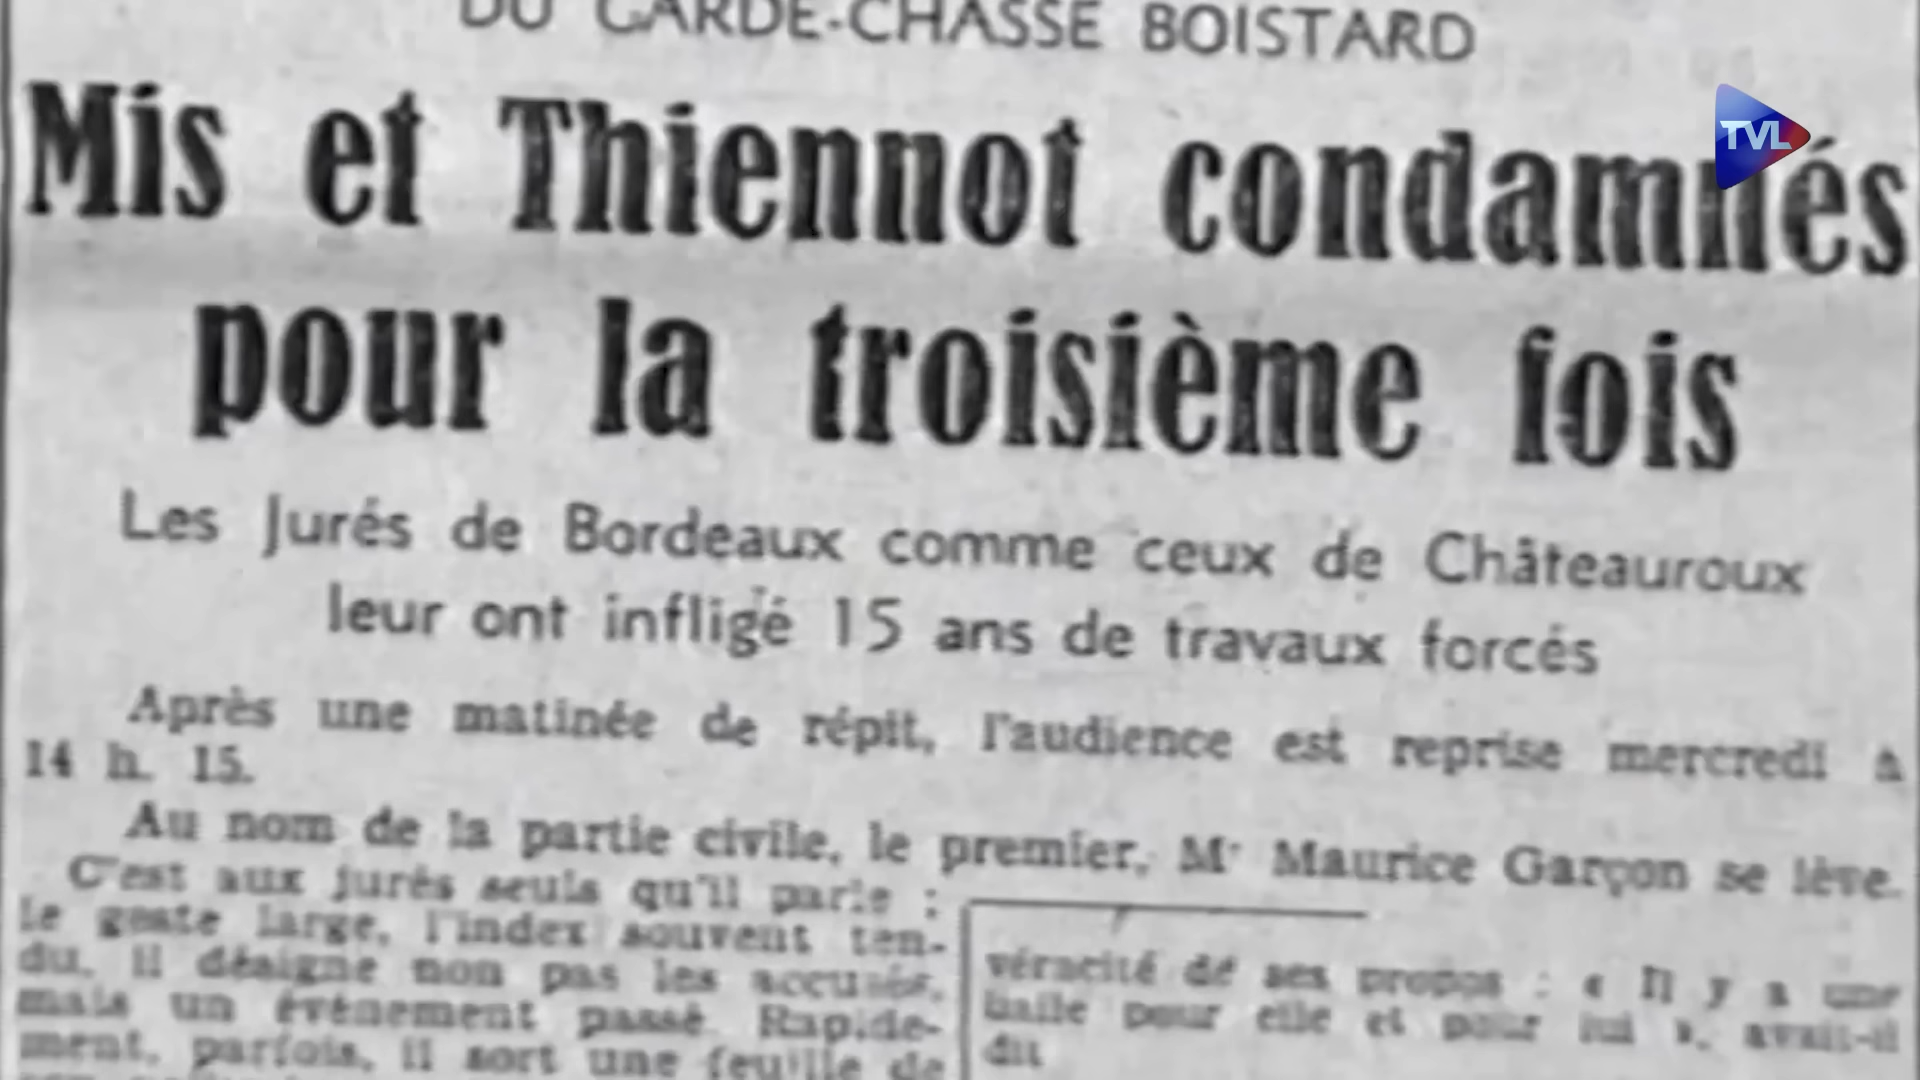 DU GARDE-CHASSE BOISTARD
TVL
Mis et Thiennot condamnés
pour la troisième fois
Les Jurés de Bordeaux comme ceux de Châteauroux
leur ont infligé 15 ans de travaux forcés
Après une matinée de répit, l'audience est reprise mercredi à
14 h. 15.
Au nom de la partie civile, le premier, Mᵉ Maurice Garçon se lève.
C'est aux jurés seuls qu'il parle :
le geste large, l'index souvent ten-
du, il désigne non pas les accusés,
mais un évènement passé. Rapide-
ment, parfois, il sort une feuille de
véracité de ses propos : « Il y a une
balle pour elle et pour lui », avait-il
dit